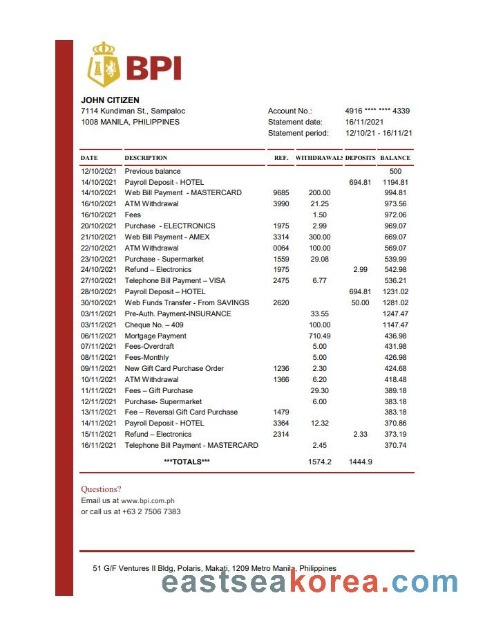 BPI
JOHN CITIZEN
7114 Kundiman St., Sampaloc
1008 MANILA, PHILIPPINES
Account No.: 4916 **** **** 4339
Statement date: 16/11/2021
Statement period: 12/10/21 - 16/11/21
DATE DESCRIPTION REF. WITHDRAWALS DEPOSITS BALANCE
12/10/2021 Previous balance 500
14/10/2021 Payroll Deposit - HOTEL 694.81 1194.81
14/10/2021 Web Bill Payment - MASTERCARD 9685 200.00 994.81
16/10/2021 ATM Withdrawal 3990 21.25 973.56
16/10/2021 Fees 1.50 972.06
20/10/2021 Purchase - ELECTRONICS 1975 2.99 969.07
21/10/2021 Web Bill Payment - AMEX 3314 300.00 669.07
22/10/2021 ATM Withdrawal 0064 100.00 569.07
23/10/2021 Purchase - Supermarket 1559 29.08 539.99
24/10/2021 Refund – Electronics 1975 2.99 542.98
27/10/2021 Telephone Bill Payment – VISA 2475 6.77 536.21
28/10/2021 Payroll Deposit – HOTEL 694.81 1231.02
30/10/2021 Web Funds Transfer - From SAVINGS 2620 50.00 1281.02
03/11/2021 Pre-Auth. Payment-INSURANCE 33.55 1247.47
03/11/2021 Cheque No. – 409 100.00 1147.47
06/11/2021 Mortgage Payment 710.49 436.98
07/11/2021 Fees-Overdraft 5.00 431.98
08/11/2021 Fees-Monthly 5.00 426.98
09/11/2021 New Gift Card Purchase Order 1236 2.30 424.68
10/11/2021 ATM Withdrawal 1366 6.20 418.48
11/11/2021 Fees – Gift Purchase 29.30 389.18
12/11/2021 Purchase- Supermarket 6.00 383.18
13/11/2021 Fee – Reversal Gift Card Purchase 1479 383.18
14/11/2021 Payroll Deposit - HOTEL 3364 12.32 370.86
15/11/2021 Refund – Electronics 2314 2.33 373.19
16/11/2021 Telephone Bill Payment - MASTERCARD 2.45 370.74
***TOTALS*** 1574.2 1444.9
Questions?
Email us at www.bpi.com.ph
or call us at +63 2 7506 7383
51 G/F Ventures II Bldg, Polaris, Makati, 1209 Metro Manila, Philippines
eastseakorea.com